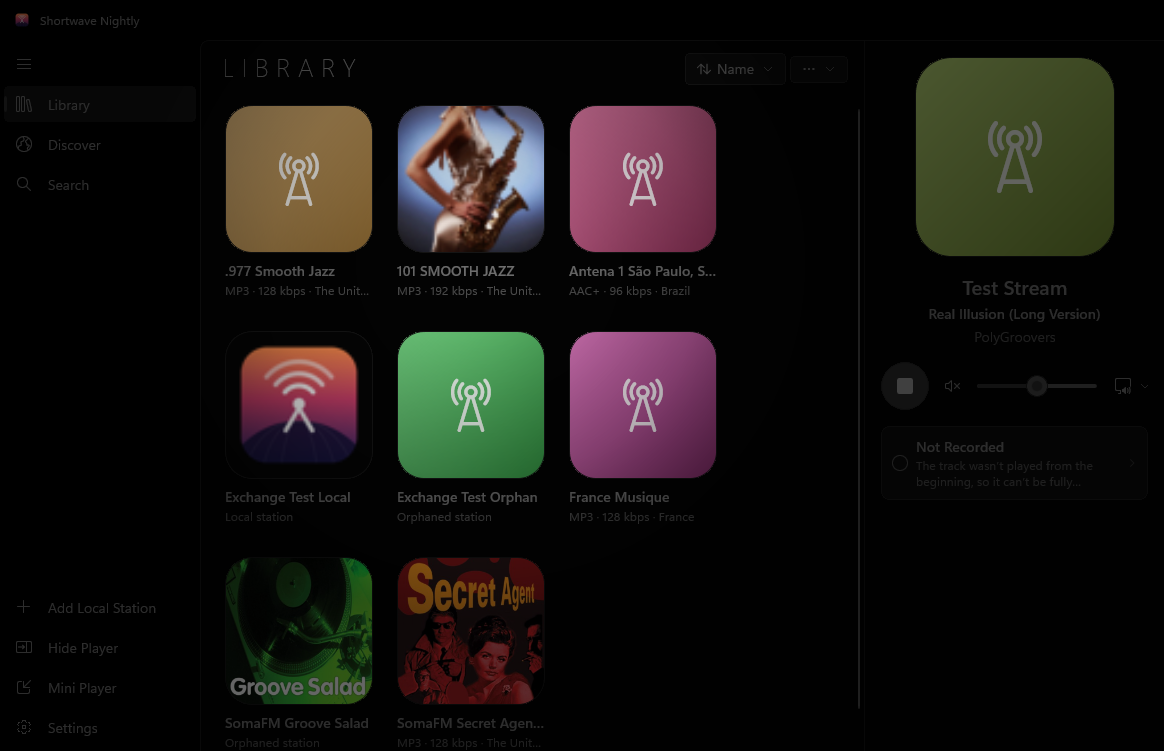 Shortwave Nightly
Library
Discover
Search
Add Local Station
Hide Player
Mini Player
Settings
LIBRARY
Name
.977 Smooth Jazz
MP3 · 128 kbps · The Unit...
101 SMOOTH JAZZ
MP3 · 192 kbps · The Unit...
Antena 1 São Paulo, S...
AAC+ · 96 kbps · Brazil
Exchange Test Local
Local station
Exchange Test Orphan
Orphaned station
France Musique
MP3 · 128 kbps · France
Groove Salad
SomaFM Groove Salad
Orphaned station
Secret Agent
SomaFM Secret Agen...
MP3 · 128 kbps · The Unit...
Test Stream
Real Illusion (Long Version)
PolyGroovers
Not Recorded
The track wasn't played from the
beginning, so it can't be fully...